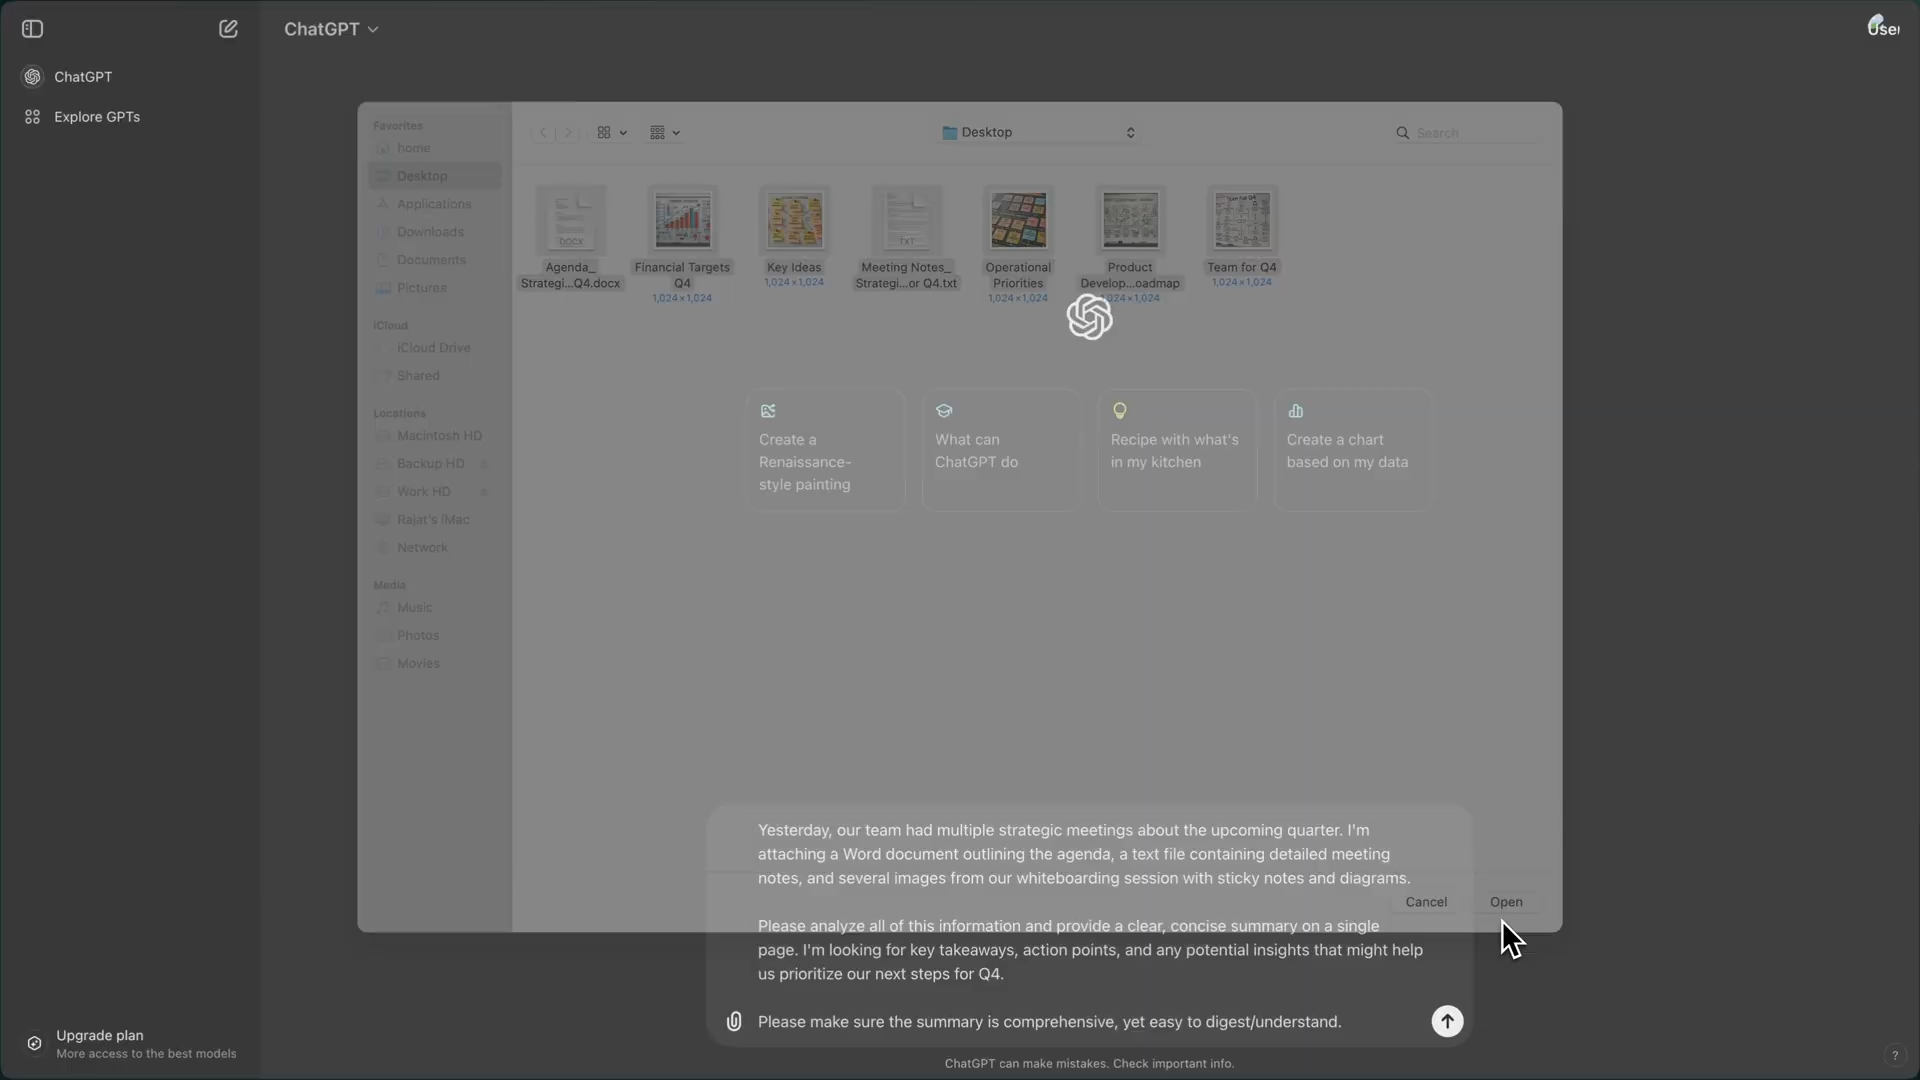 ChatGPT
User
ChatGPT
Explore GPTs
Favorites
home
Desktop
Applications
Downloads
Documents
Pictures
iCloud
iCloud Drive
Shared
Locations
Macintosh HD
Backup HD
Work HD
Rajat's iMac
Network
Media
Music
Photos
Movies
Desktop
Search
DOCX
TXT
Agenda_
Strategi...Q4.docx
Financial Targets
Q4
1,024×1,024
Key Ideas
1,024×1,024
Meeting Notes_
Strategi...or Q4.txt
Operational
Priorities
1,024×1,024
Product
Develop...oadmap
1,024×1,024
Team for Q4
1,024×1,024
Create a
Renaissance-
style painting
What can
ChatGPT do
Recipe with what's
in my kitchen
Create a chart
based on my data
Yesterday, our team had multiple strategic meetings about the upcoming quarter. I'm
attaching a Word document outlining the agenda, a text file containing detailed meeting
notes, and several images from our whiteboarding session with sticky notes and diagrams.
Cancel
Open
Please analyze all of this information and provide a clear, concise summary on a single
page. I'm looking for key takeaways, action points, and any potential insights that might help
us prioritize our next steps for Q4.
Please make sure the summary is comprehensive, yet easy to digest/understand.
ChatGPT can make mistakes. Check important info.
Upgrade plan
More access to the best models
?